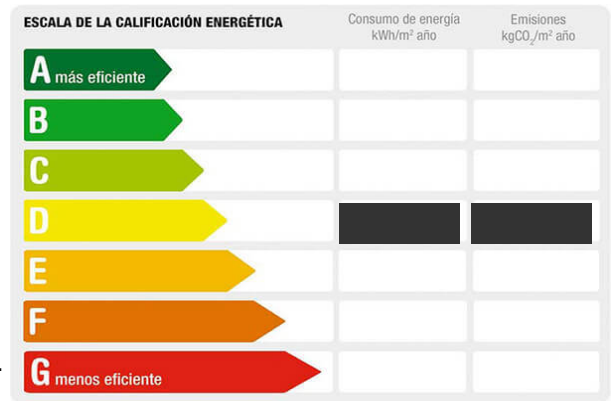 ESCALA DE LA CALIFICACIÓN ENERGÉTICA
Consumo de energía
kWh/m² año
Emisiones
kgCO₂/m² año
A más eficiente
B
C
D
E
F
G menos eficiente